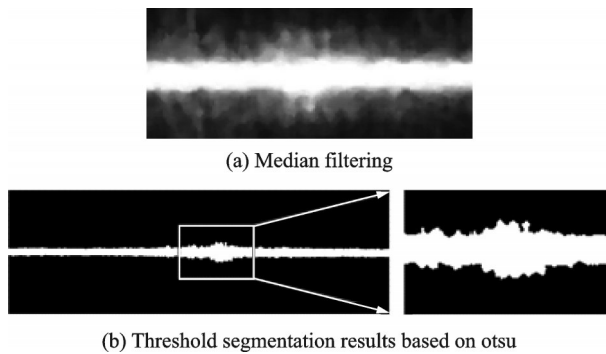 (a) Median filtering
(b) Threshold segmentation results based on otsu